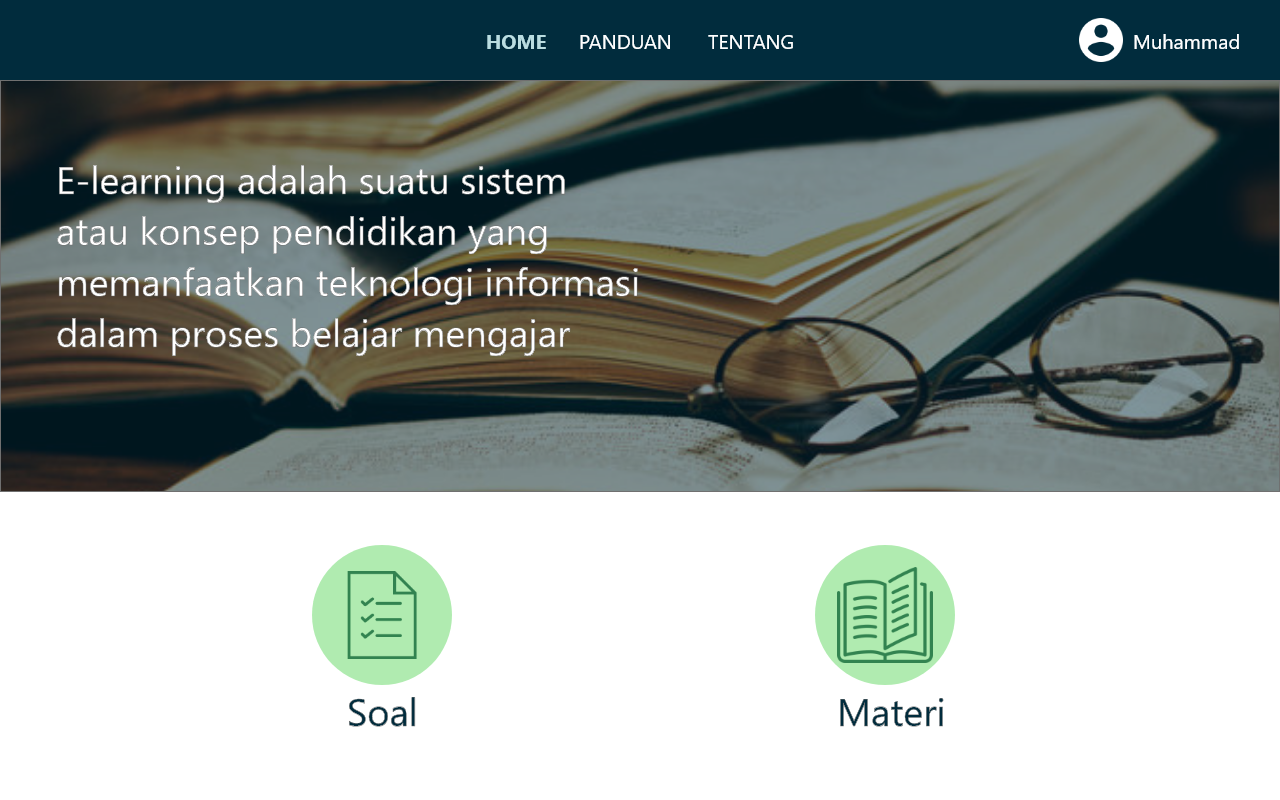 HOME PANDUAN TENTANG Muhammad
E-learning adalah suatu sistem
atau konsep pendidikan yang
memanfaatkan teknologi informasi
dalam proses belajar mengajar
Soal Materi